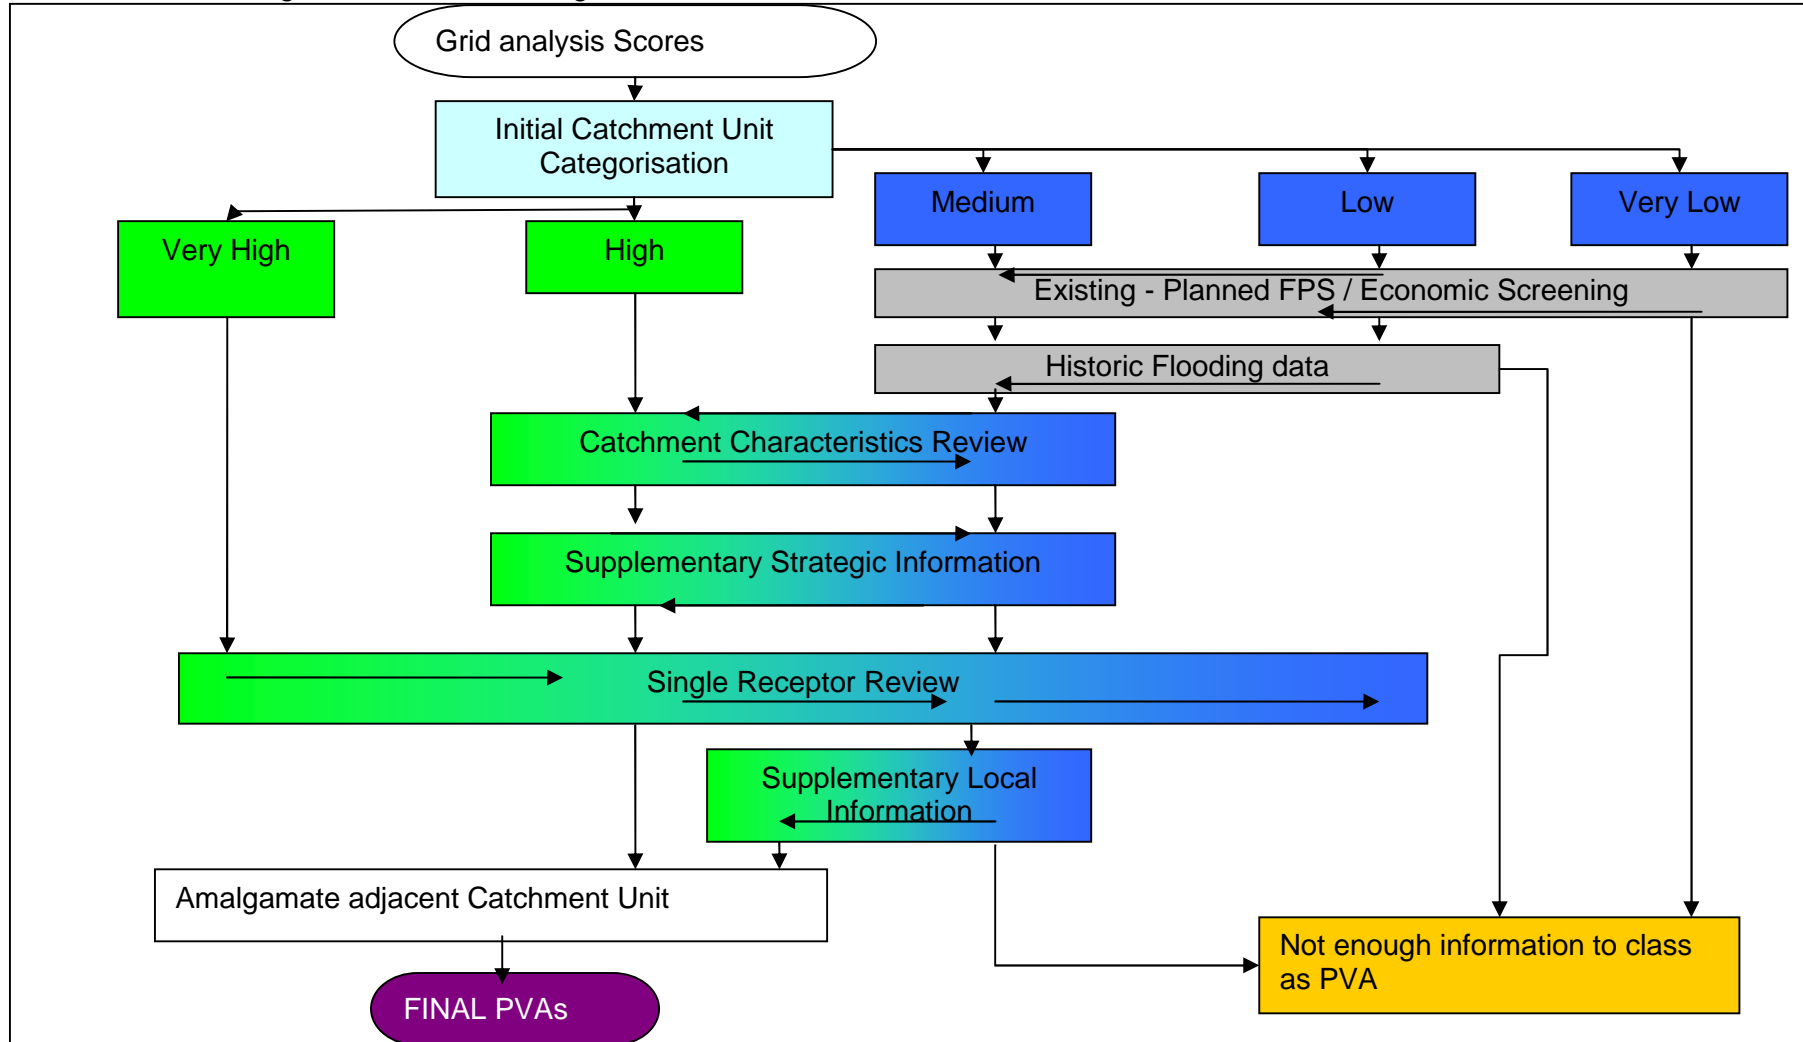 Grid analysis Scores
Initial Catchment Unit
Categorisation
Medium
Low
Very Low
Very High
High
Existing - Planned FPS / Economic Screening
Historic Flooding data
Catchment Characteristics Review
Supplementary Strategic Information
Single Receptor Review
Supplementary Local
Information
Amalgamate adjacent Catchment Unit
Not enough information to class
as PVA
FINAL PVAs